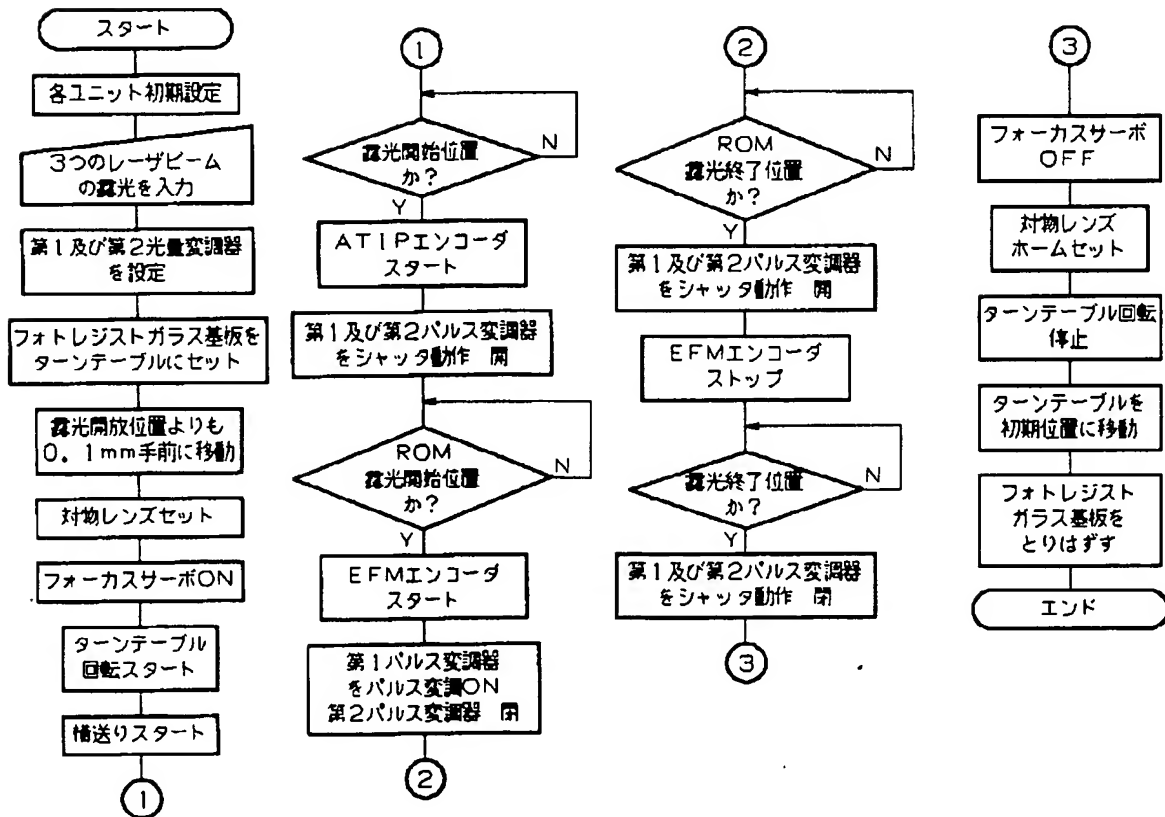 スタート
各ユニット初期設定
3つのレーザビーム
の露光を入力
第1及び第2光量変調器
を設定
フォトレジストガラス基板を
ターンテーブルにセット
露光開放位置よりも
0.1mm手前に移動
対物レンズセット
フォーカスサーボON
ターンテーブル
回転スタート
横送りスタート
1
1
露光開始位置
か?
N
Y
ATIPエンコーダ
スタート
第1及び第2パルス変調器
をシャッタ動作 開
ROM
露光開始位置
か?
N
Y
EFMエンコーダ
スタート
第1パルス変調器
をパルス変調ON
第2パルス変調器 閉
2
2
ROM
露光終了位置
か?
N
Y
第1及び第2パルス変調器
をシャッタ動作 開
EFMエンコーダ
ストップ
露光終了位置
か?
N
Y
第1及び第2パルス変調器
をシャッタ動作 閉
3
3
フォーカスサーボ
OFF
対物レンズ
ホームセット
ターンテーブル回転
停止
ターンテーブルを
初期位置に移動
フォトレジスト
ガラス基板を
とりはずす
エンド